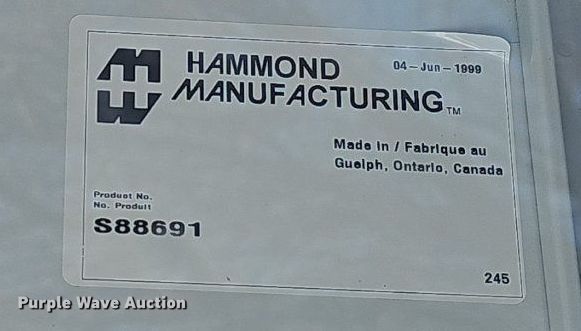 HAMMOND
MANUFACTURING™
04-Jun-1999
Made in / Fabrique au
Guelph, Ontario, Canada
Product No.
No. Produit
S88691
245
Purple Wave Auction